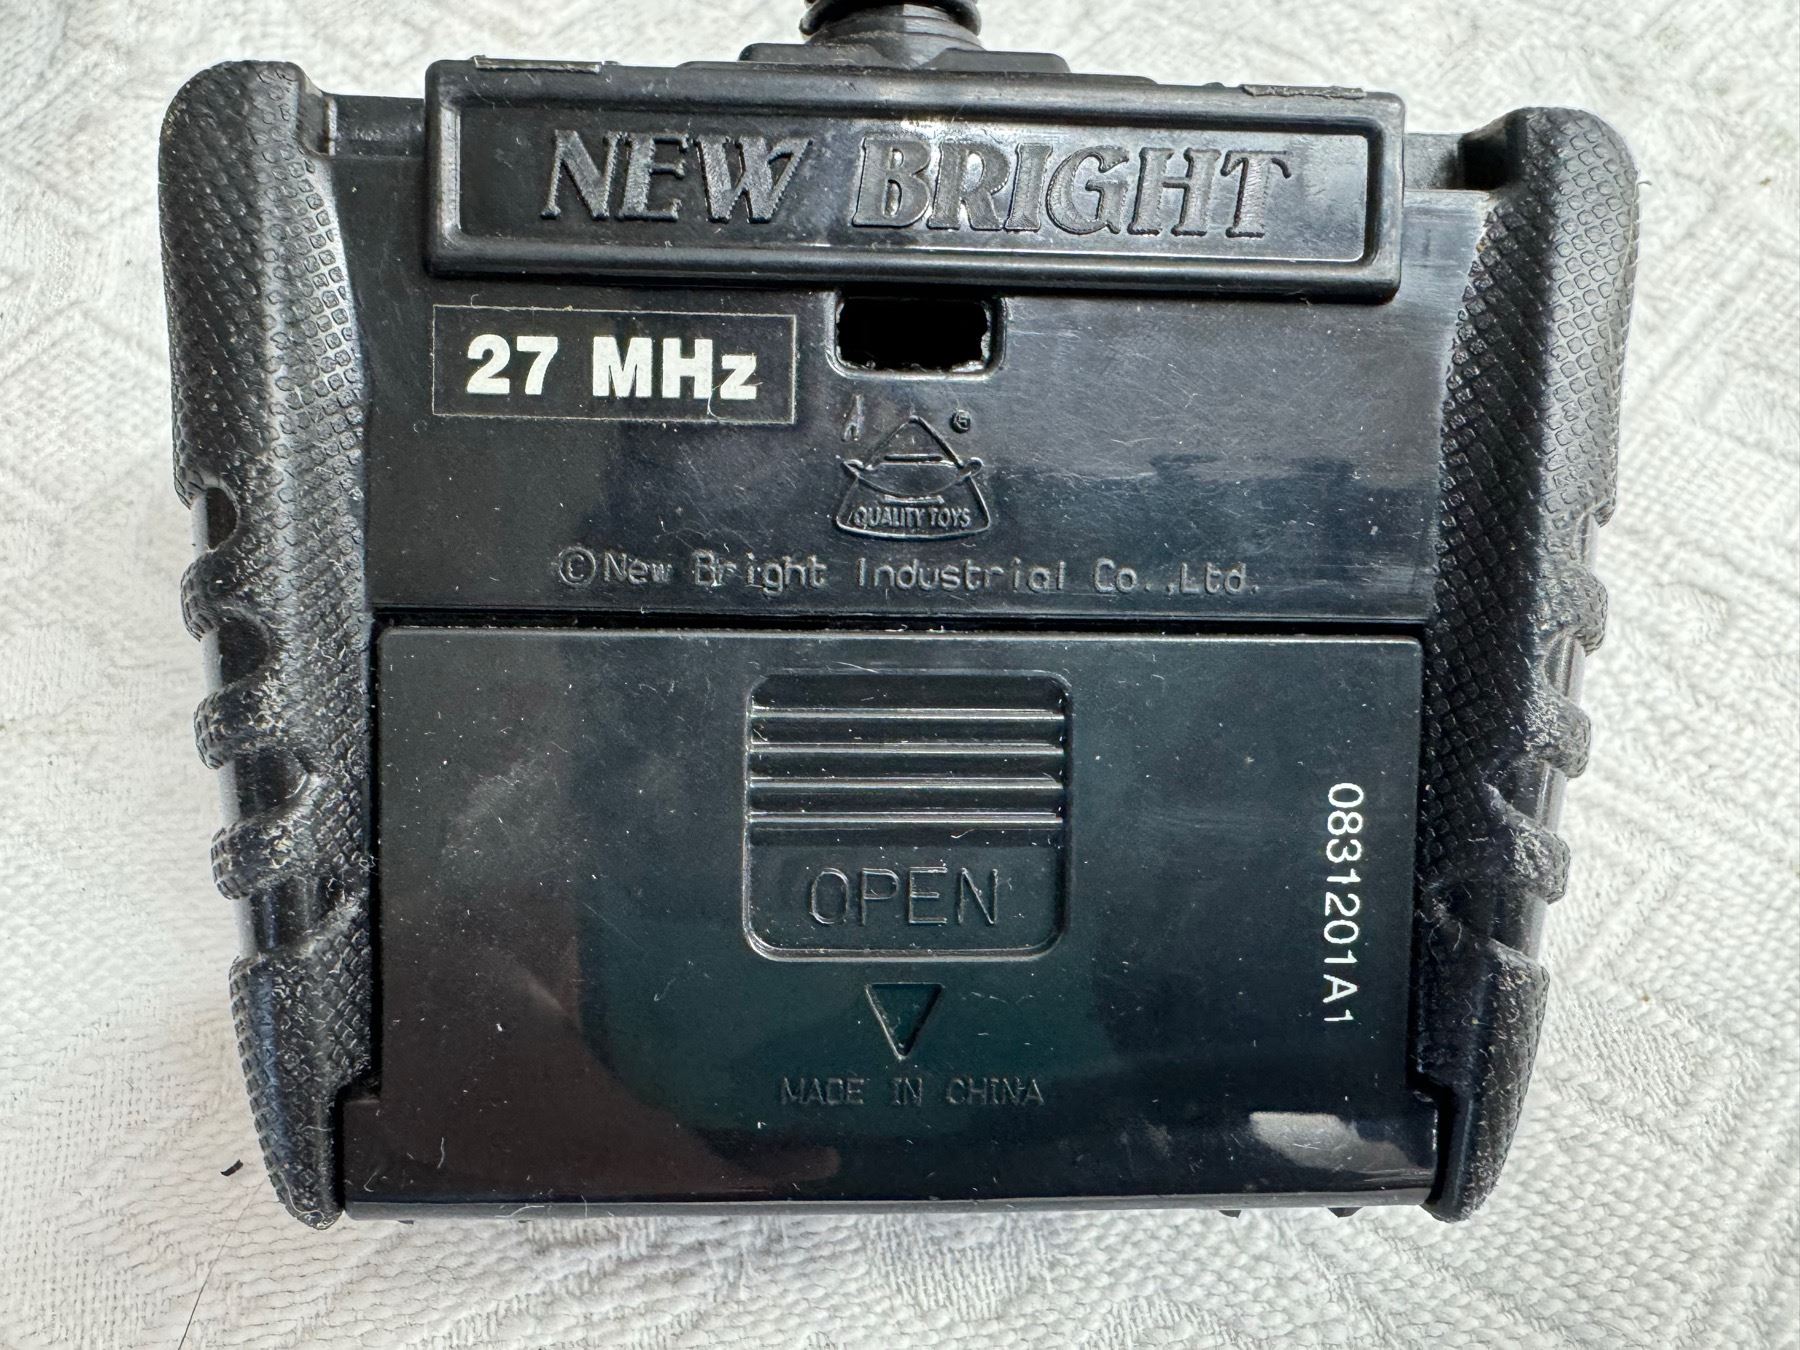 NEW BRIGHT
27 MHz
®
QUALITY TOYS
©New Bright Industrial Co.,Ltd.
OPEN
0831201A1
MADE IN CHINA